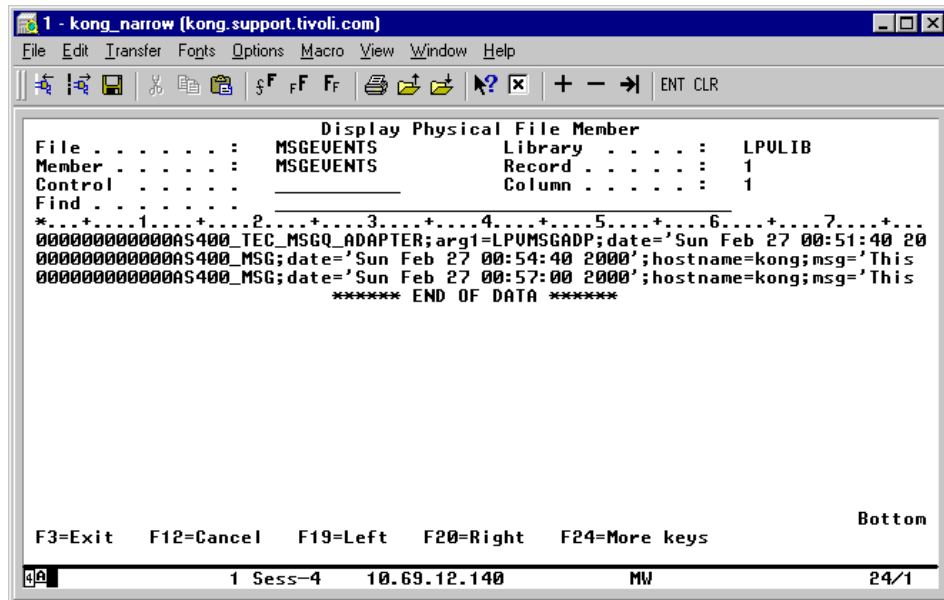 1 - kong_narrow (kong.support.tivoli.com)
File Edit Transfer Fonts Options Macro View Window Help
ENT CLR
Display Physical File Member
File . . . . . . : MSGEVENTS Library . . . . : LPVLIB
Member . . . . . : MSGEVENTS Record . . . . . : 1
Control . . . . . Column . . . . . : 1
Find . . . . . . .
*...+....1....+....2....+....3....+....4....+....5....+....6....+....7....+...
000000000000AS400_TEC_MSGQ_ADAPTER;arg1=LPVMSGADP;date='Sun Feb 27 00:51:40 20
000000000000AS400_MSG;date='Sun Feb 27 00:54:40 2000';hostname=kong;msg='This
000000000000AS400_MSG;date='Sun Feb 27 00:57:00 2000';hostname=kong;msg='This
****** END OF DATA ******
Bottom
F3=Exit F12=Cancel F19=Left F20=Right F24=More keys
4A 1 Sess-4 10.69.12.140 MW 24/1